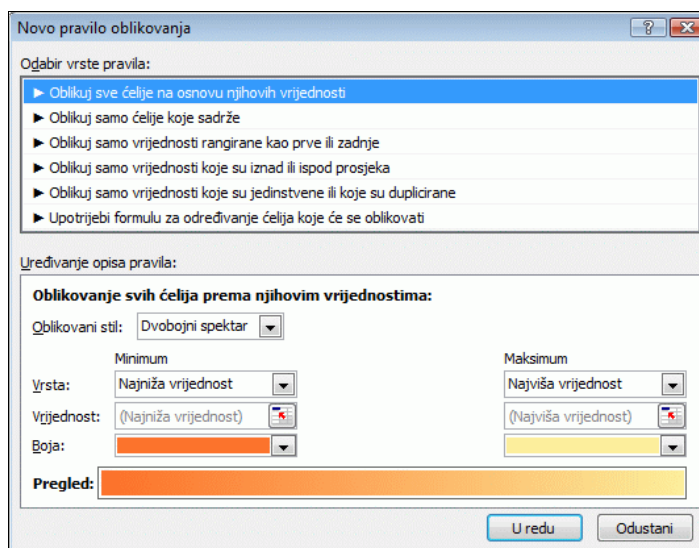 Novo pravilo oblikovanja
Odabir vrste pravila:
► Oblikuj sve ćelije na osnovu njihovih vrijednosti
► Oblikuj samo ćelije koje sadrže
► Oblikuj samo vrijednosti rangirane kao prve ili zadnje
► Oblikuj samo vrijednosti koje su iznad ili ispod prosjeka
► Oblikuj samo vrijednosti koje su jedinstvene ili koje su duplicirane
► Upotrijebi formulu za određivanje ćelija koje će se oblikovati
Uređivanje opisa pravila:
Oblikovanje svih ćelija prema njihovim vrijednostima:
Oblikovani stil: Dvobojni spektar
Minimum Maksimum
Vrsta: Najniža vrijednost Najviša vrijednost
Vrijednost: (Najniža vrijednost) (Najviša vrijednost)
Boja:
Pregled:
U redu Odustani